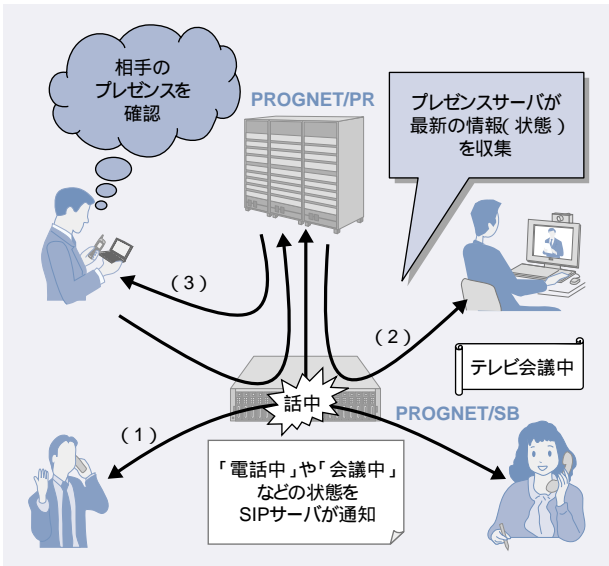 相手の
プレゼンスを
確認
PROGNET/PR
プレゼンスサーバが
最新の情報(状態)
を収集
(3)
(2)
テレビ会議中
話中
PROGNET/SB
(1)
「電話中」や「会議中」
などの状態を
SIPサーバが通知